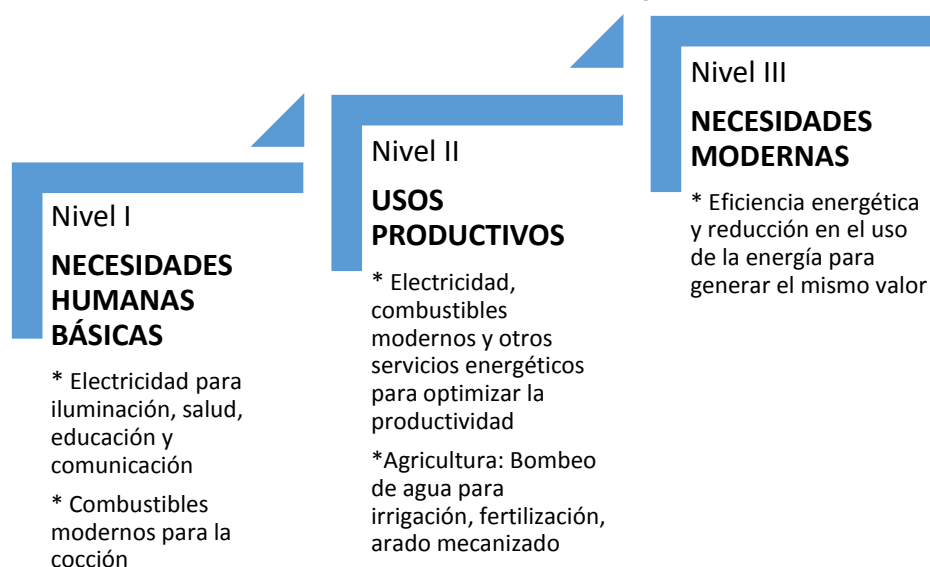 Nivel I
NECESIDADES
HUMANAS
BÁSICAS
* Electricidad para
iluminación, salud,
educación y
comunicación
* Combustibles
modernos para la
cocción
Nivel II
USOS
PRODUCTIVOS
* Electricidad,
combustibles
modernos y otros
servicios energéticos
para optimizar la
productividad
*Agricultura: Bombeo
de agua para
irrigación, fertilización,
arado mecanizado
Nivel III
NECESIDADES
MODERNAS
* Eficiencia energética
y reducción en el uso
de la energía para
generar el mismo valor